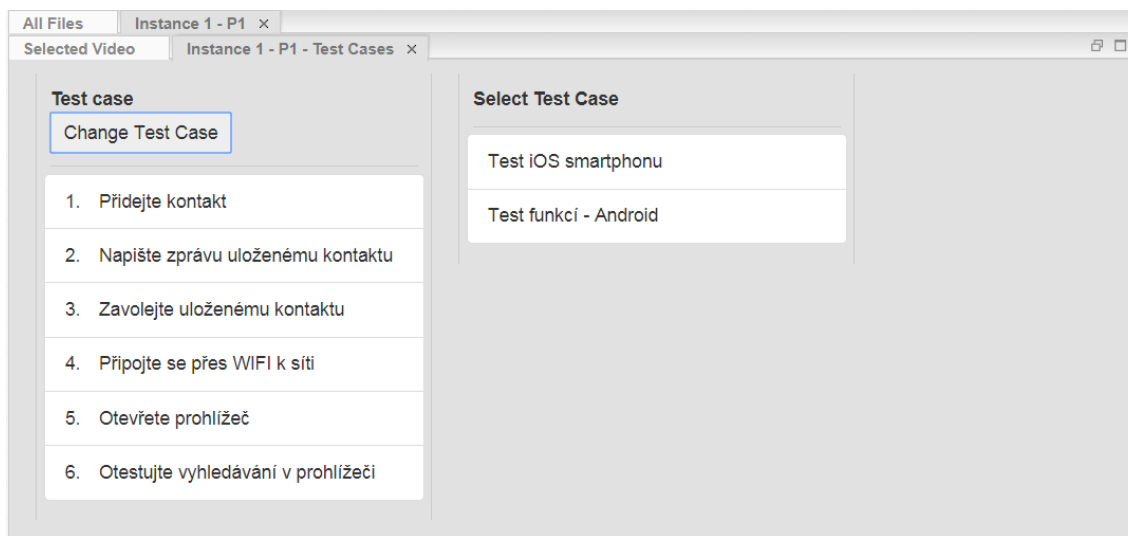 All Files
Instance 1 - P1 ×
Selected Video
Instance 1 - P1 - Test Cases ×
Test case
Change Test Case
1. Přidejte kontakt
2. Napište zprávu uloženému kontaktu
3. Zavolejte uloženému kontaktu
4. Připojte se přes WIFI k síti
5. Otevřete prohlížeč
6. Otestujte vyhledávání v prohlížeči
Select Test Case
Test iOS smartphonu
Test funkcí - Android